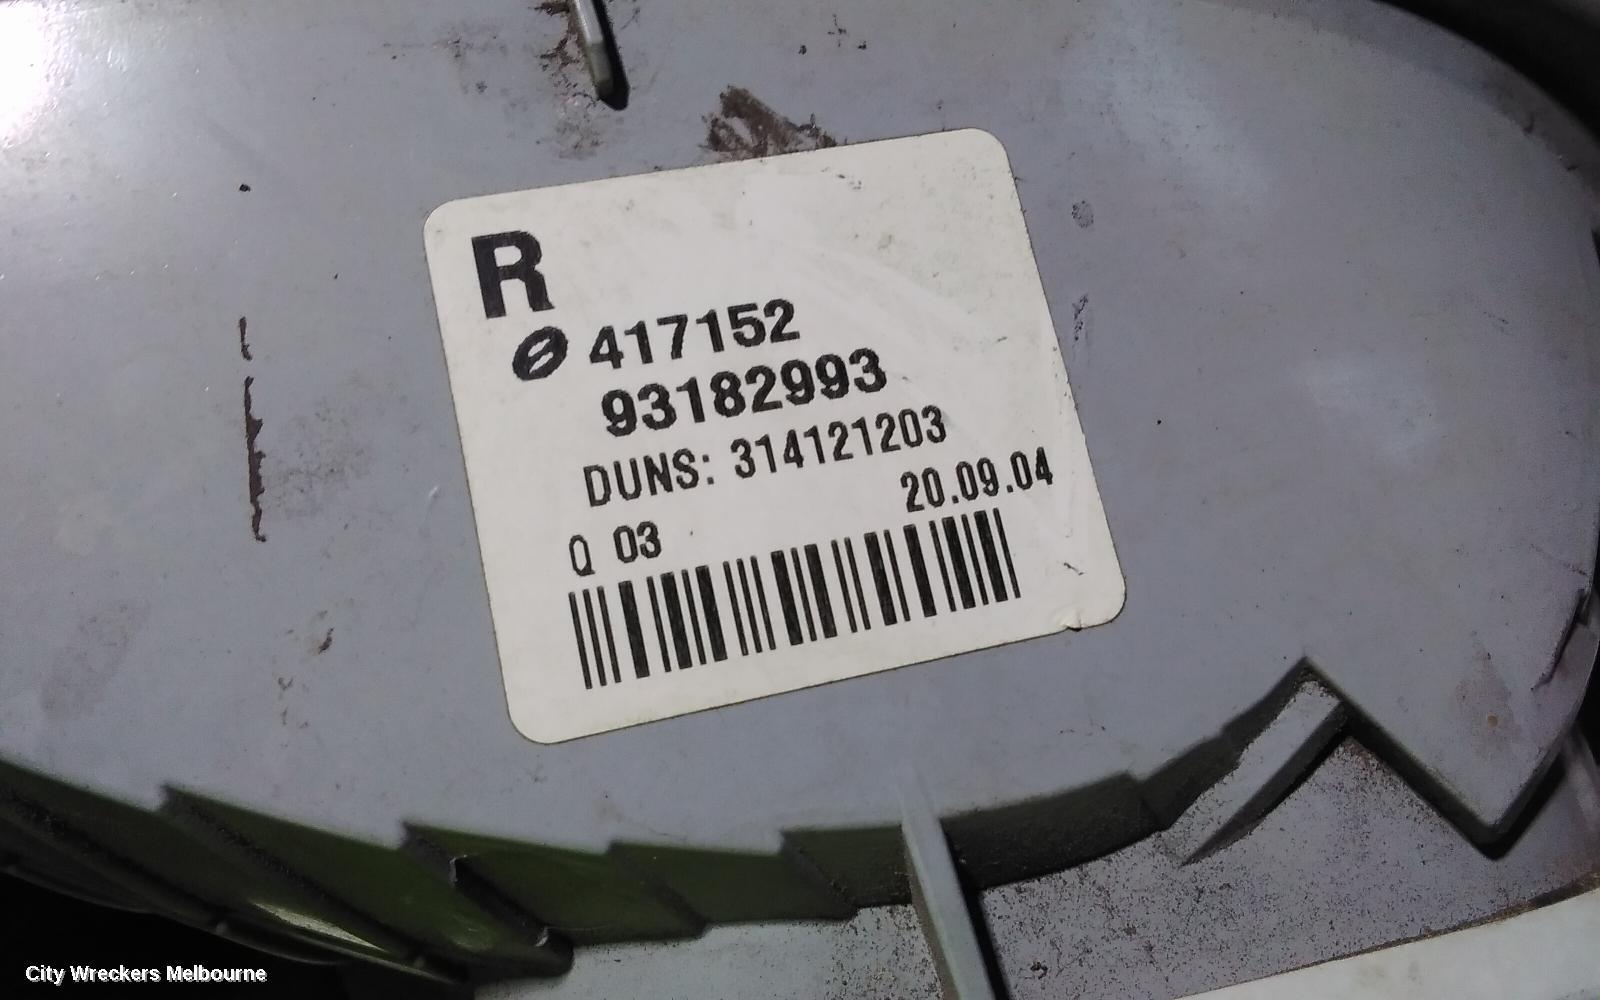 R
417152
93182993
DUNS: 314121203
20.09.04
Q 03
City Wreckers Melbourne